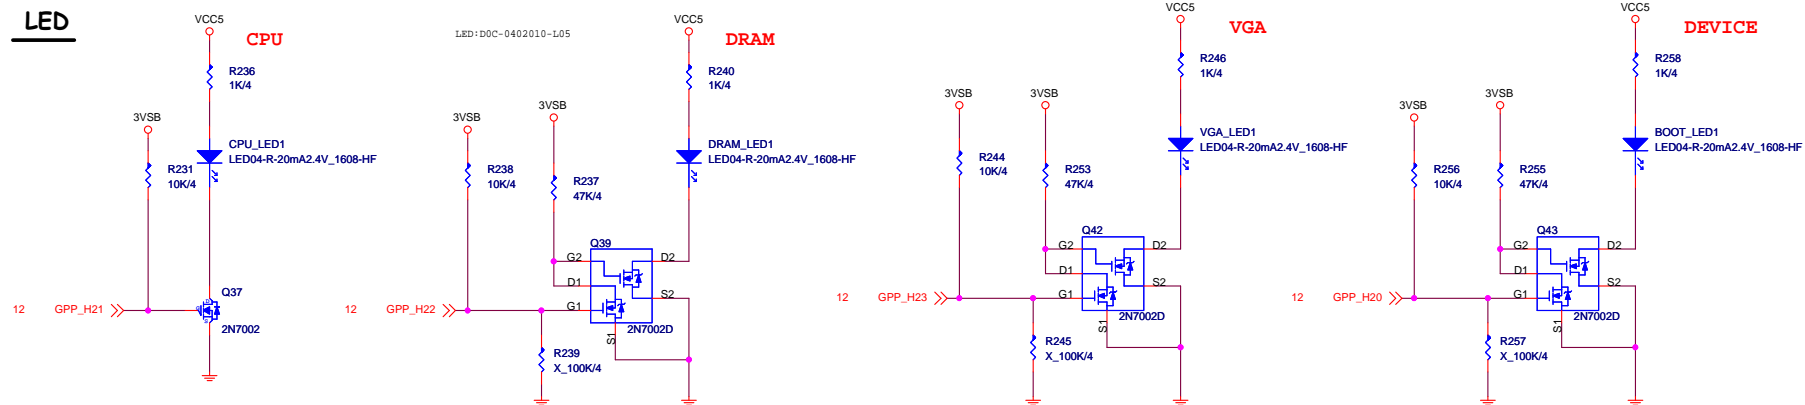 LED
VCC5
CPU
R236
1K/4
3VSB
CPU_LED1
LED04-R-20mA2.4V_1608-HF
R231
10K/4
Q37
2N7002
12
GPP_H21
LED:D0C-0402010-L05
VCC5
DRAM
R240
1K/4
3VSB
3VSB
DRAM_LED1
LED04-R-20mA2.4V_1608-HF
R238
10K/4
R237
47K/4
Q39
G2
D2
D1
S2
G1
S1
2N7002D
12
GPP_H22
R239
X_100K/4
VCC5
VGA
R246
1K/4
3VSB
3VSB
VGA_LED1
LED04-R-20mA2.4V_1608-HF
R244
10K/4
R253
47K/4
Q42
G2
D2
D1
S2
G1
S1
2N7002D
12
GPP_H23
R245
X_100K/4
VCC5
DEVICE
R258
1K/4
3VSB
3VSB
BOOT_LED1
LED04-R-20mA2.4V_1608-HF
R256
10K/4
R255
47K/4
Q43
G2
D2
D1
S2
G1
S1
2N7002D
12
GPP_H20
R257
X_100K/4